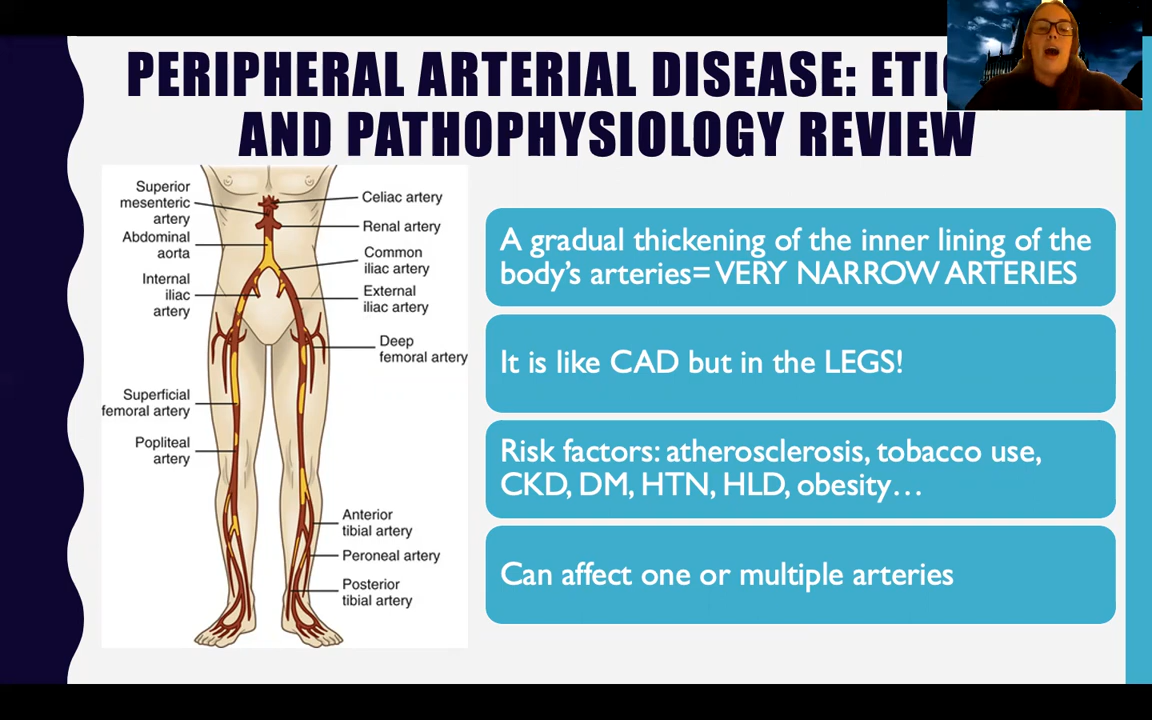 PERIPHERAL ARTERIAL DISEASE:
AND PATHOPHYSIOLOGY REVIEW
Superior
mesenteric
artery
Abdominal
aorta
Internal
iliac
artery
Superficial
femoral artery
Popliteal
artery
Celiac artery
Renal artery
Common
iliac artery
External
iliac artery
Deep
femoral artery
Anterior
tibial artery
Peroneal artery
Posterior
tibial artery
A gradual thickening of the inner lining of the
body's arteries= VERY NARROW ARTERIES
It is like CAD but in the LEGS!
Risk factors: atherosclerosis, tobacco use,
CKD, DM, HTN, HLD, obesity...
Can affect one or multiple arteries